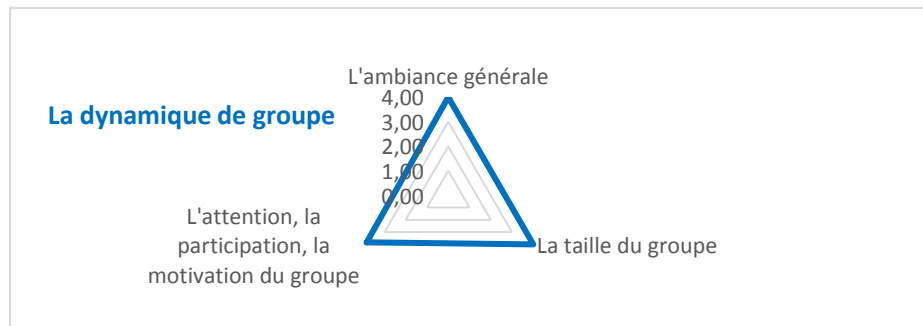 L'ambiance générale
La dynamique de groupe
4,00
3,00
2,00
1,00
0,00
L'attention, la
participation, la
motivation du groupe
La taille du groupe